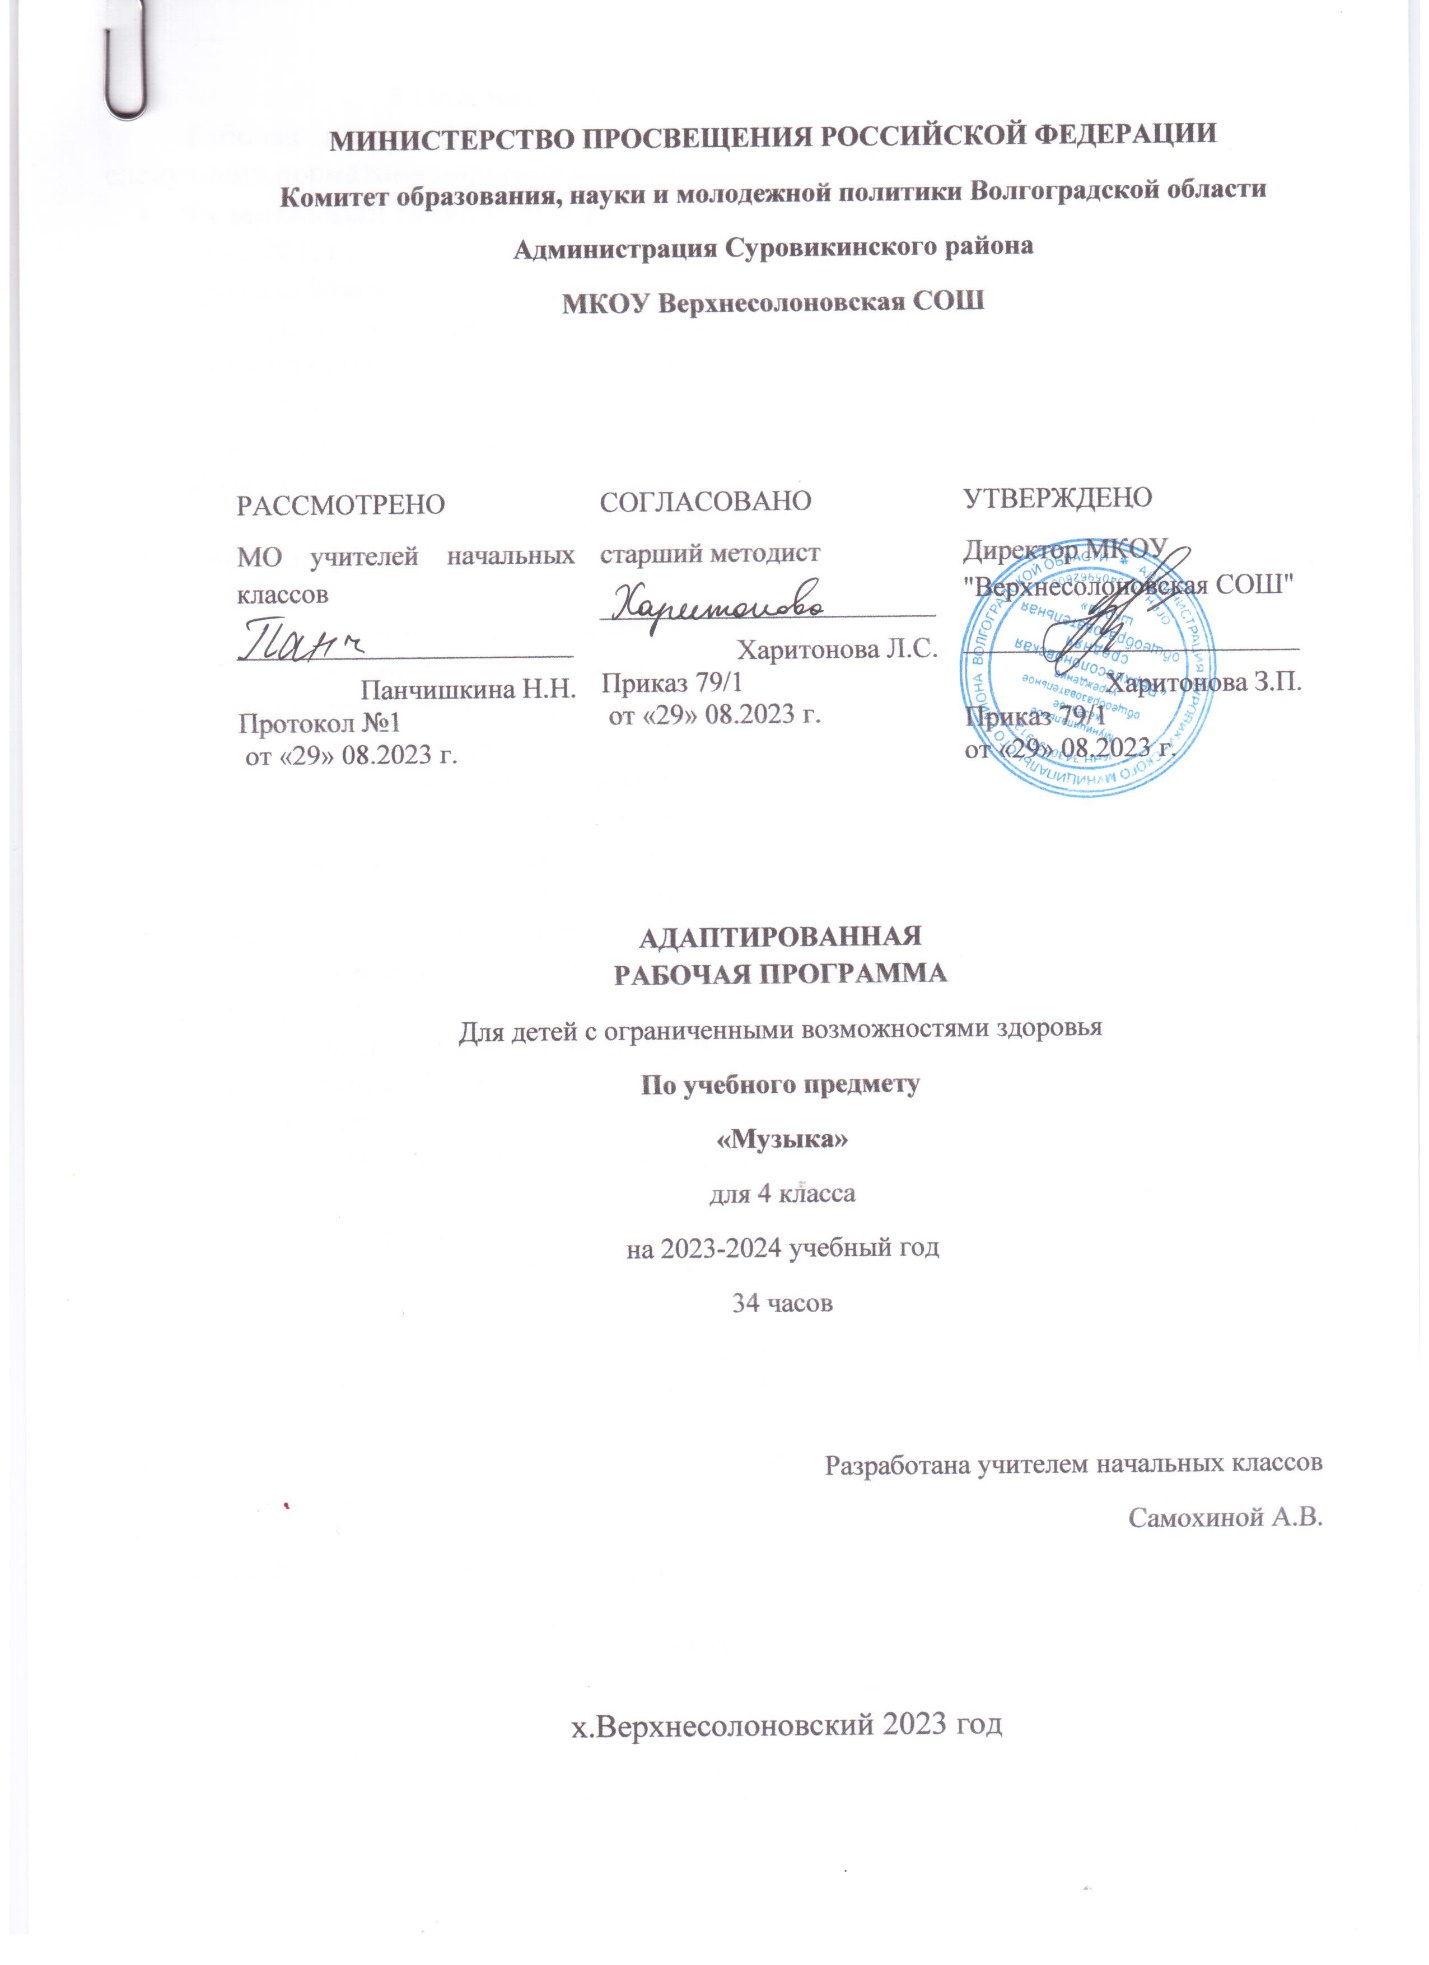 МИНИСТЕРСТВО ПРОСВЕЩЕНИЯ РОССИЙСКОЙ ФЕДЕРАЦИИ
Комитет образования, науки и молодежной политики Волгоградской области
Администрация Суровикинского района
МКОУ Верхнесолоновская СОШ
РАССМОТРЕНО
МО учителей начальных
классов
Панч
Панчишкина Н.Н.
Протокол №1
от «29» 08.2023 г.
СОГЛАСОВАНО
старший методист
Харитонова
Харитонова Л.С.
Приказ 79/1
от «29» 08.2023 г.
УТВЕРЖДЕНО
Директор МКОУ
"Верхнесолоновская СОШ"
Харитонова З.П.
Приказ 79/1
от «29» 08.2023 г.
АДАПТИРОВАННАЯ
РАБОЧАЯ ПРОГРАММА
Для детей с ограниченными возможностями здоровья
По учебного предмету
«Музыка»
для 4 класса
на 2023-2024 учебный год
34 часов
Разработана учителем начальных классов
Самохиной А.В.
х.Верхнесолоновский 2023 год